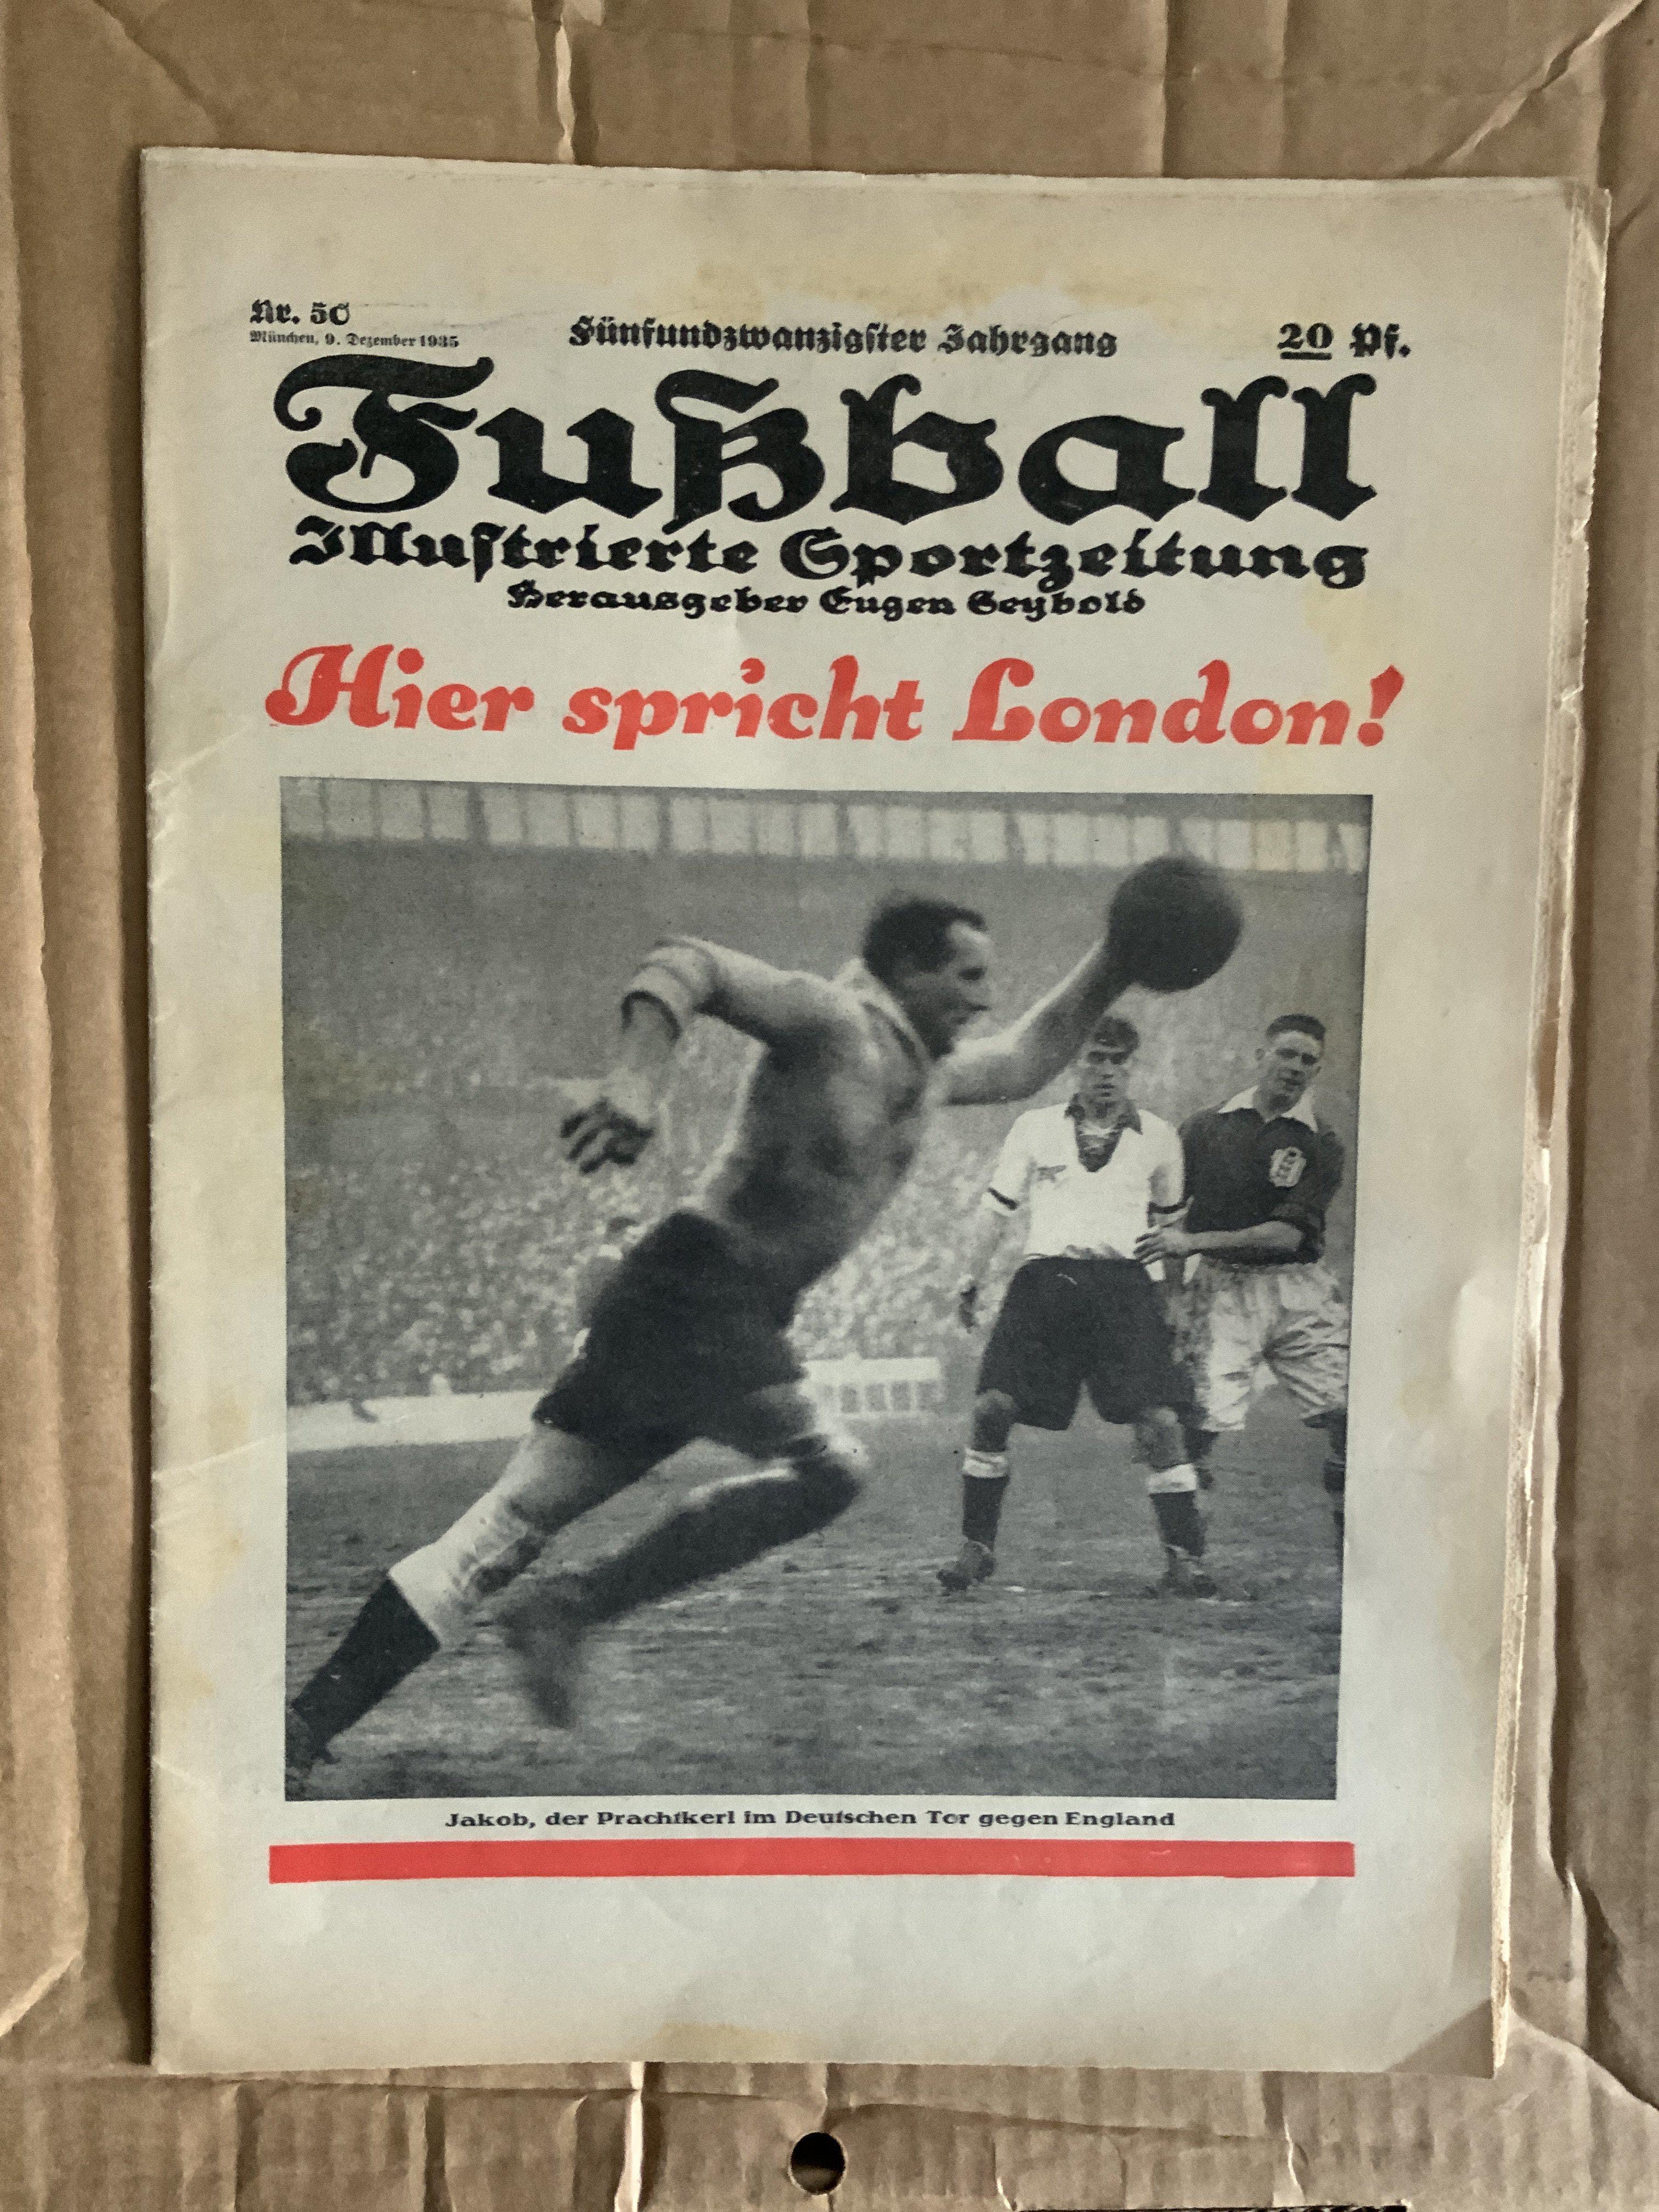 Nr. 50
München, 9. Dezember 1935
Fünfundzwanzigster Jahrgang
20 Pf.
Fußball
Illustrierte Sportzeitung
Herausgeber Eugen Seybold
Hier spricht London!
Jakob, der Prachtkerl im Deutschen Tor gegen England